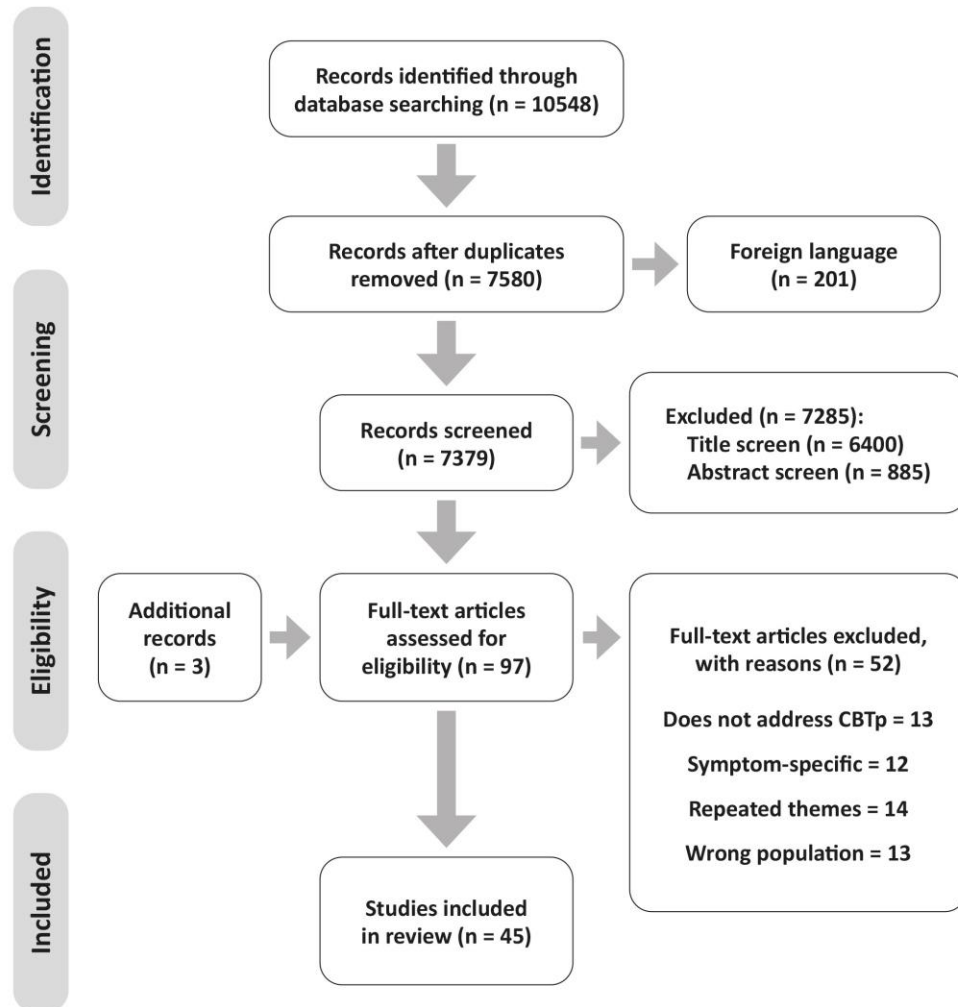 Identification
Records identified through
database searching (n = 10548)
Records after duplicates
removed (n = 7580)
Foreign language
(n = 201)
Screening
Records screened
(n = 7379)
Excluded (n = 7285):
Title screen (n = 6400)
Abstract screen (n = 885)
Eligibility
Additional
records
(n = 3)
Full-text articles
assessed for
eligibility (n = 97)
Full-text articles excluded,
with reasons (n = 52)
Does not address CBTp = 13
Symptom-specific = 12
Repeated themes = 14
Wrong population = 13
Included
Studies included
in review (n = 45)